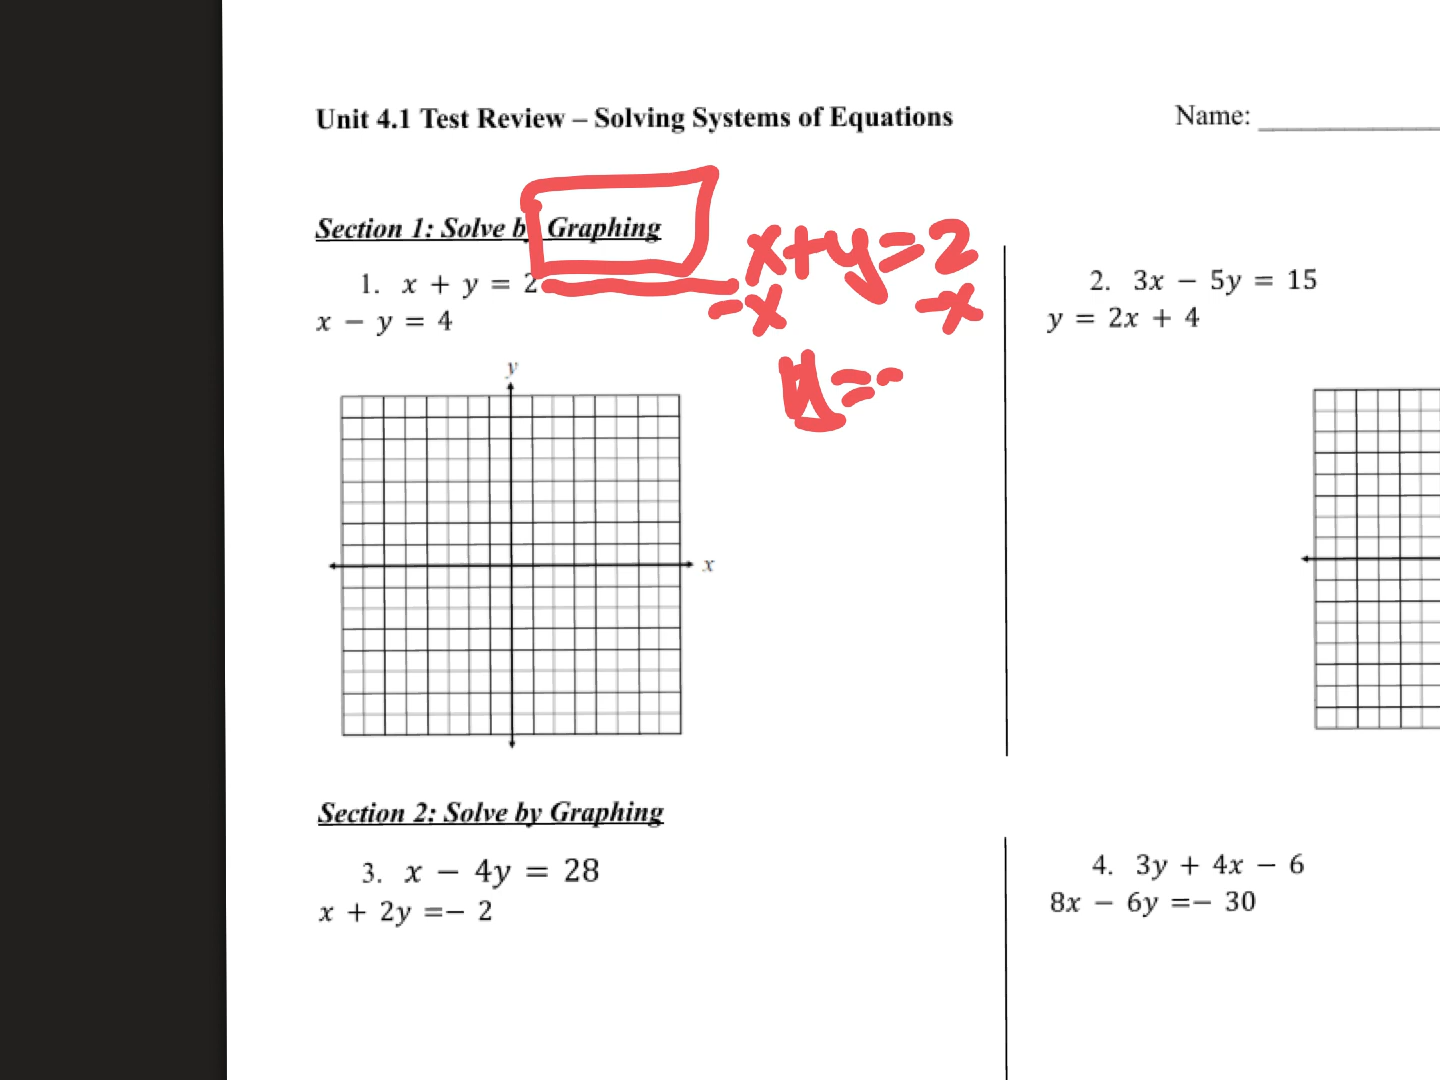 Unit 4.1 Test Review – Solving Systems of Equations
Name:
Section 1: Solve by Graphing
1. x + y = 2
x − y = 4
x+y=2
-x -x
y=-
2. 3x − 5y = 15
y = 2x + 4
y
x
Section 2: Solve by Graphing
3. x − 4y = 28
x + 2y =− 2
4. 3y + 4x − 6
8x − 6y =− 30